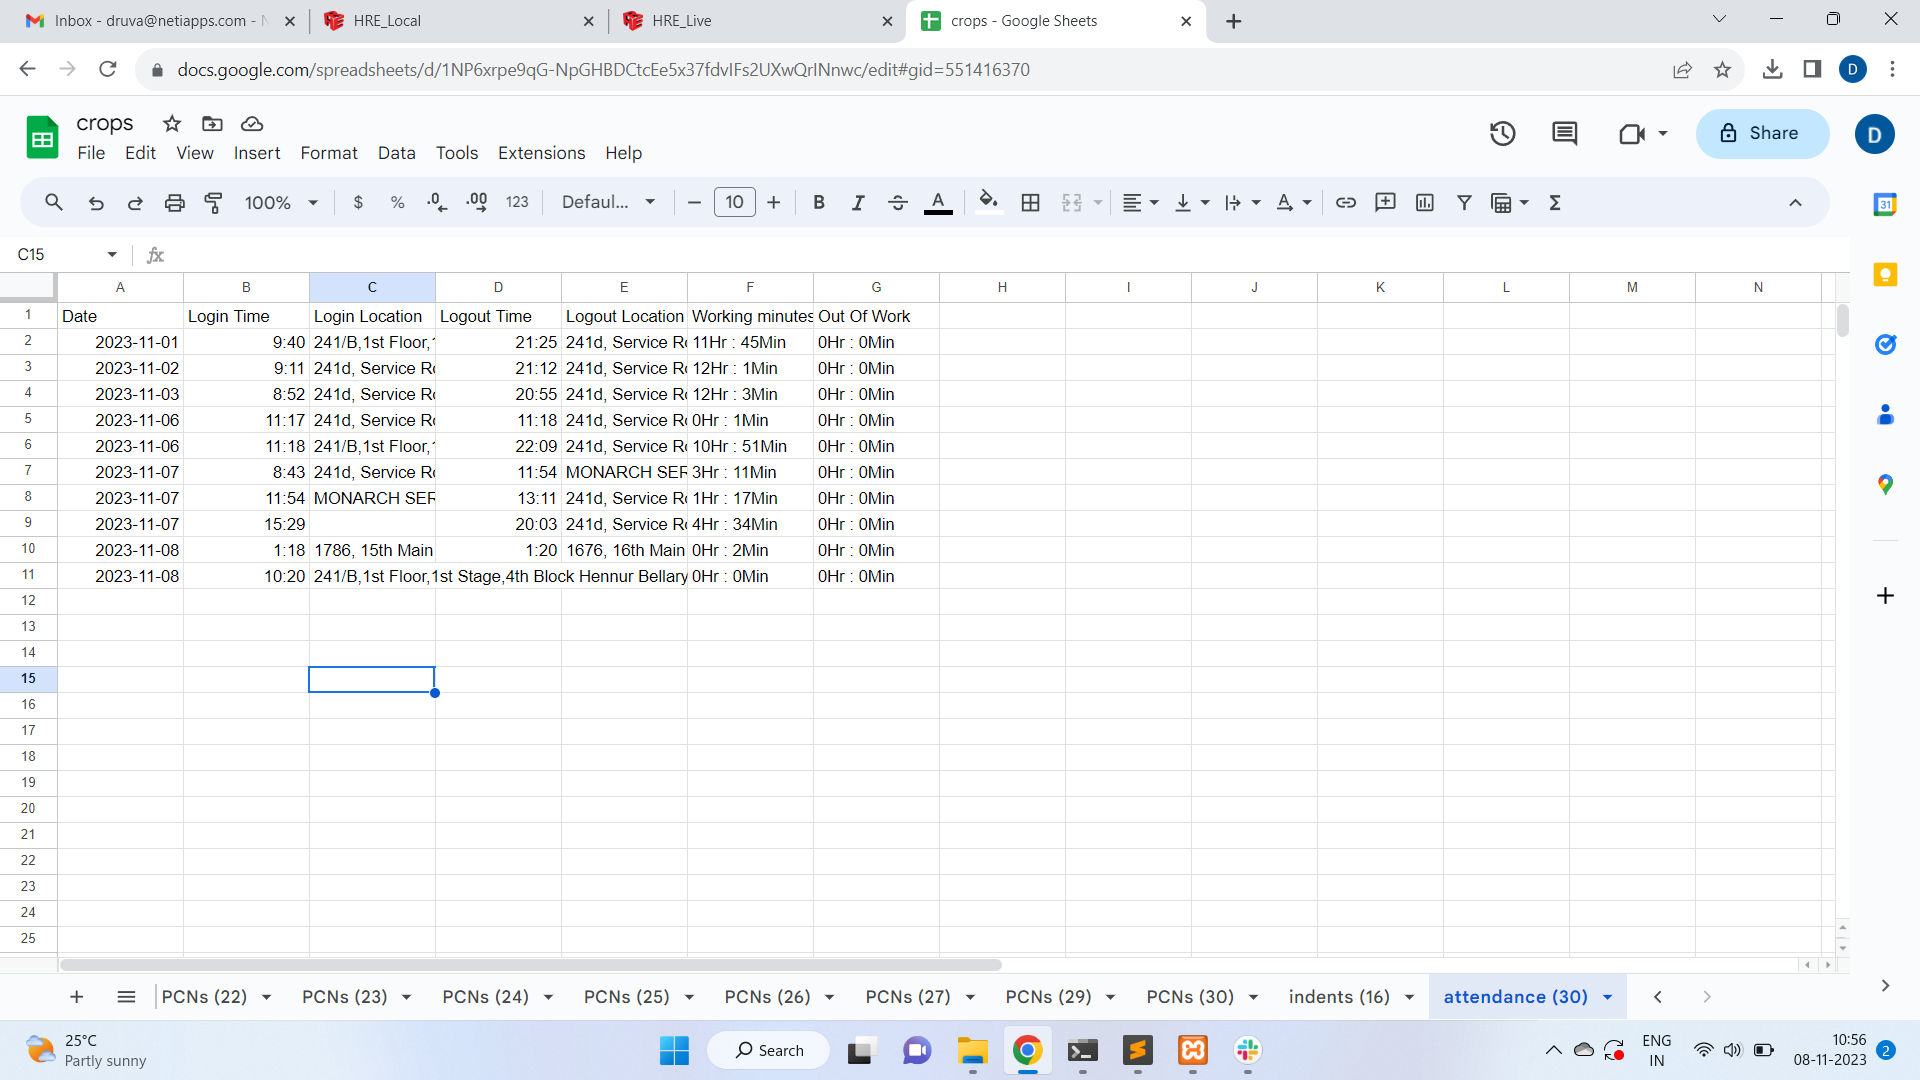 Inbox - druva@netiapps.com -
HRE_Local
HRE_Live
crops - Google Sheets
docs.google.com/spreadsheets/d/1NP6xrpe9qG-NpGHBDCtcEe5x37fdvIFs2UXwQrINnwc/edit#gid=551416370
D
crops
File Edit View Insert Format Data Tools Extensions Help
Share
D
100% $ % .0 .00 123 Defaul... 10 B I A A Σ
31
C15 fx
A B C D E F G H I J K L M N
1 Date Login Time Login Location Logout Time Logout Location Working minutes Out Of Work
2 2023-11-01 9:40 241/B,1st Floor, 21:25 241d, Service 11Hr : 45Min 0Hr : 0Min
3 2023-11-02 9:11 241d, Service 21:12 241d, Service 12Hr : 1Min 0Hr : 0Min
4 2023-11-03 8:52 241d, Service 20:55 241d, Service 12Hr : 3Min 0Hr : 0Min
5 2023-11-06 11:17 241d, Service 11:18 241d, Service 0Hr : 1Min 0Hr : 0Min
6 2023-11-06 11:18 241/B,1st Floor, 22:09 241d, Service 10Hr : 51Min 0Hr : 0Min
7 2023-11-07 8:43 241d, Service 11:54 MONARCH SER 3Hr : 11Min 0Hr : 0Min
8 2023-11-07 11:54 MONARCH SER 13:11 241d, Service 1Hr : 17Min 0Hr : 0Min
9 2023-11-07 15:29 20:03 241d, Service 4Hr : 34Min 0Hr : 0Min
10 2023-11-08 1:18 1786, 15th Main 1:20 1676, 16th Main 0Hr : 2Min 0Hr : 0Min
11 2023-11-08 10:20 241/B,1st Floor,1st Stage,4th Block Hennur Bellary 0Hr : 0Min 0Hr : 0Min
12
13
14
15
16
17
18
19
20
21
22
23
24
25
PCNs (22) PCNs (23) PCNs (24) PCNs (25) PCNs (26) PCNs (27) PCNs (29) PCNs (30) indents (16) attendance (30)
25°C
Partly sunny
Search
ENG
IN
10:56
08-11-2023
2